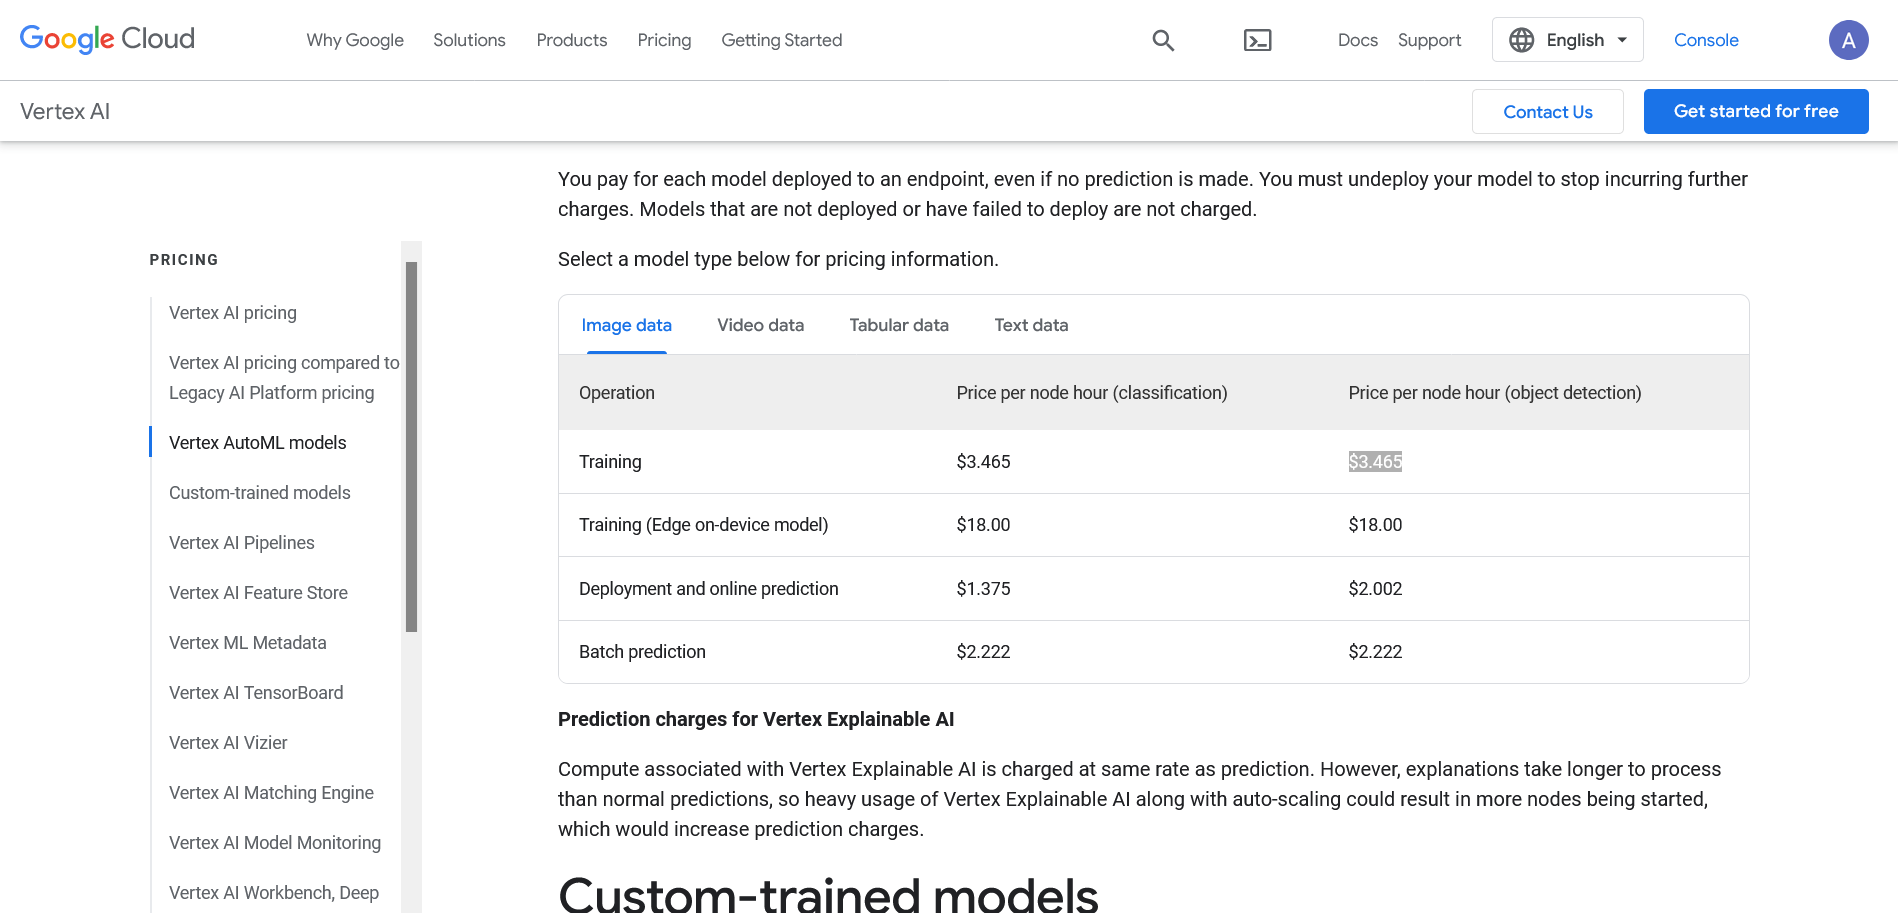 Google Cloud
Why Google
Solutions
Products
Pricing
Getting Started
Docs
Support
English
Console
A
Vertex AI
Contact Us
Get started for free
PRICING
Vertex AI pricing
Vertex AI pricing compared to
Legacy AI Platform pricing
Vertex AutoML models
Custom-trained models
Vertex AI Pipelines
Vertex AI Feature Store
Vertex ML Metadata
Vertex AI TensorBoard
Vertex AI Vizier
Vertex AI Matching Engine
Vertex AI Model Monitoring
Vertex AI Workbench, Deep
You pay for each model deployed to an endpoint, even if no prediction is made. You must undeploy your model to stop incurring further
charges. Models that are not deployed or have failed to deploy are not charged.
Select a model type below for pricing information.
Image data Video data Tabular data Text data
Operation Price per node hour (classification) Price per node hour (object detection)
Training $3.465 $3.465
Training (Edge on-device model) $18.00 $18.00
Deployment and online prediction $1.375 $2.002
Batch prediction $2.222 $2.222
Prediction charges for Vertex Explainable AI
Compute associated with Vertex Explainable AI is charged at same rate as prediction. However, explanations take longer to process
than normal predictions, so heavy usage of Vertex Explainable AI along with auto-scaling could result in more nodes being started,
which would increase prediction charges.
Custom-trained models